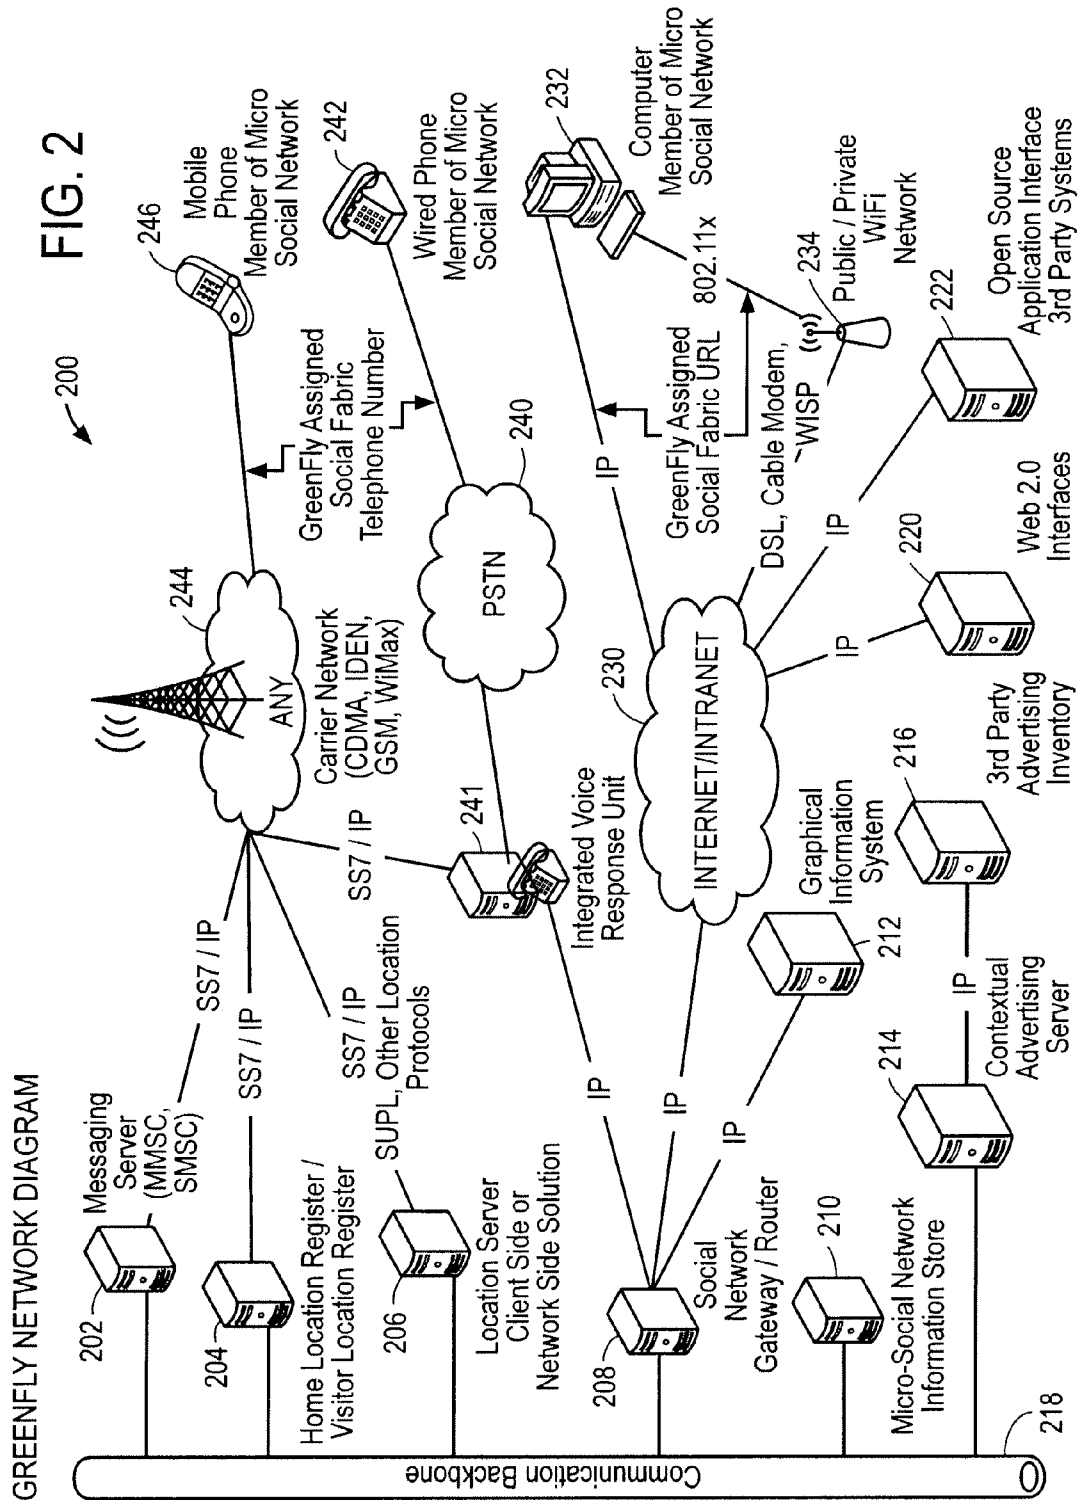 GREENFLY NETWORK DIAGRAM
FIG. 2
200
202
Messaging
Server
(MMSC,
SMSC)
SS7 / IP
204
Home Location Register /
Visitor Location Register
SS7 / IP
206
Location Server
Client Side or
Network Side Solution
SS7 / IP
SUPL, Other Location
Protocols
SS7 / IP
244
ANY
Carrier Network
(CDMA, IDEN,
GSM, WiMax)
246
Mobile
Phone
Member of Micro
Social Network
GreenFly Assigned
Social Fabric
Telephone Number
242
Wired Phone
Member of Micro
Social Network
240
PSTN
241
Integrated Voice
Response Unit
IP
208
Social
Network
Gateway / Router
IP
IP
230
INTERNET/INTRANET
IP
232
Computer
Member of Micro
Social Network
GreenFly Assigned
Social Fabric URL
802.11x
234
Public / Private
WiFi
Network
DSL, Cable Modem,
WISP
210
Micro-Social Network
Information Store
212
Graphical
Information
System
214
Contextual
Advertising
Server
IP
216
3rd Party
Advertising
Inventory
IP
220
Web 2.0
Interfaces
IP
222
Open Source
Application Interface
3rd Party Systems
Communication Backbone
218